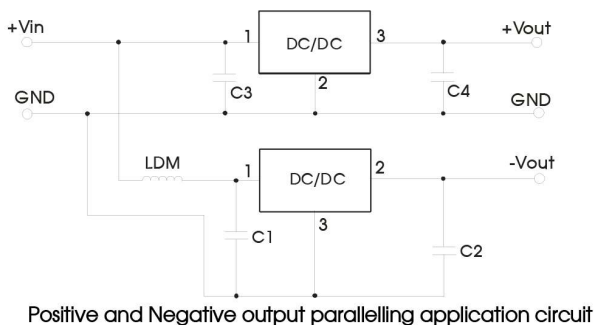 +Vin
1
DC/DC
3
+Vout
2
C3
C4
GND
GND
LDM
1
DC/DC
2
-Vout
3
C1
C2
Positive and Negative output parallelling application circuit